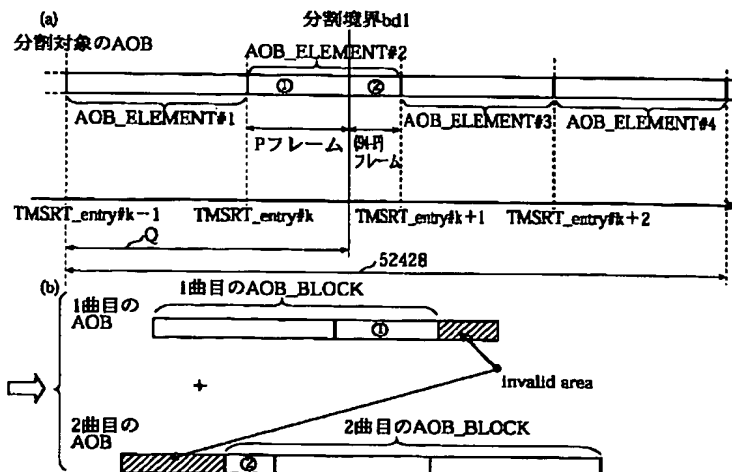 (a)
分割境界bd1
分割対象のAOB
AOB_ELEMENT#2
① ②
AOB_ELEMENT#1
AOB_ELEMENT#3
AOB_ELEMENT#4
Pフレーム
(94-P)
フレーム
TMSRT_entry#k-1
TMSRT_entry#k
TMSRT_entry#k+1
TMSRT_entry#k+2
Q
52428
(b)
1曲目のAOB_BLOCK
1曲目の
AOB
①
invalid area
+
2曲目の
AOB
2曲目のAOB_BLOCK
②